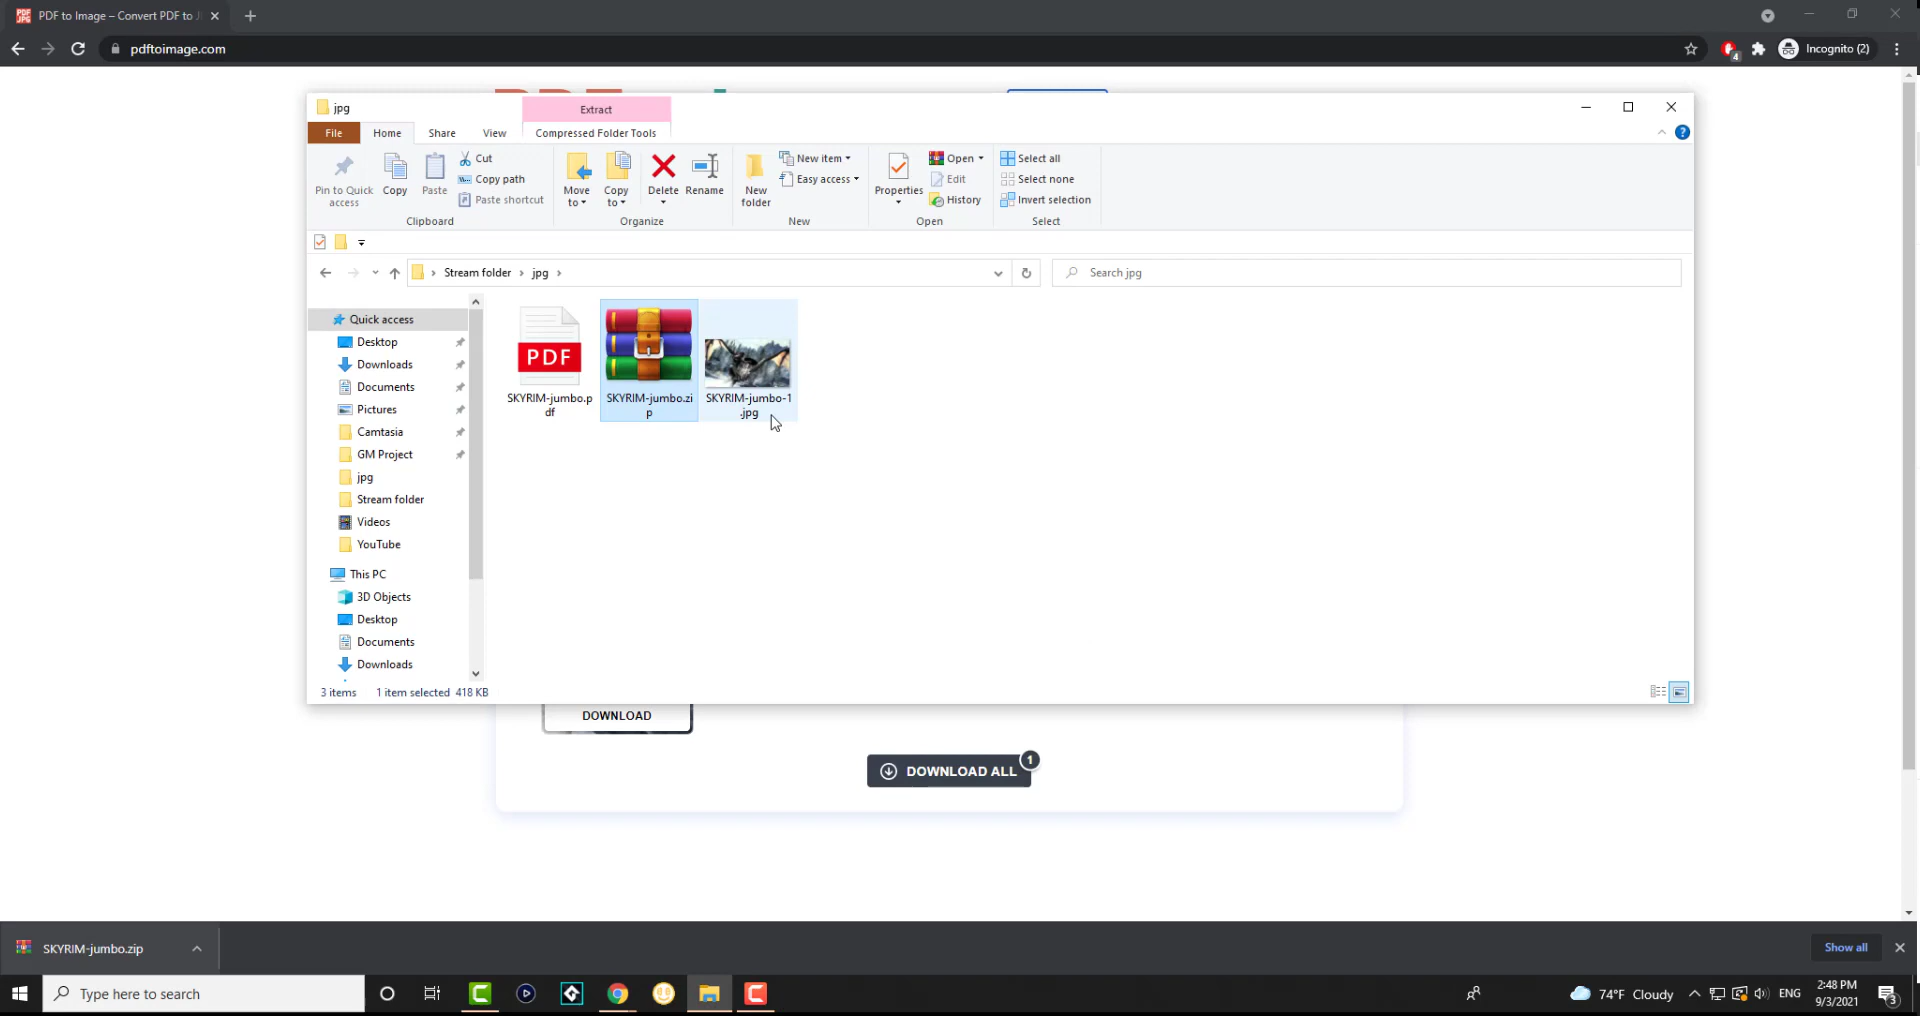 PDF to Image – Convert PDF to J
pdftoimage.com
4
Incognito (2)
jpg
Extract
File
Home
Share
View
Compressed Folder Tools
Pin to Quick access
Copy
Paste
Cut
Copy path
Paste shortcut
Clipboard
Move to
Copy to
Delete
Rename
Organize
New folder
New item
Easy access
New
Properties
Open
Edit
History
Open
Select all
Select none
Invert selection
Select
Stream folder
jpg
Search jpg
Quick access
Desktop
Downloads
Documents
Pictures
Camtasia
GM Project
jpg
Stream folder
Videos
YouTube
This PC
3D Objects
Desktop
Documents
Downloads
PDF
SKYRIM-jumbo.p
df
SKYRIM-jumbo.zi
p
SKYRIM-jumbo-1
.jpg
3 items
1 item selected 418 KB
DOWNLOAD
DOWNLOAD ALL
1
SKYRIM-jumbo.zip
Show all
Type here to search
74°F Cloudy
ENG
2:48 PM
9/3/2021
3